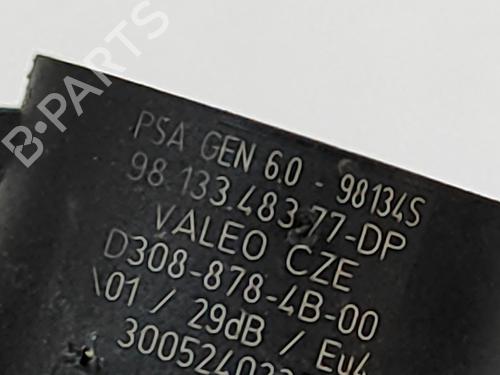 PSA GEN 6.0 - 98134S
98 133 483 77-DP
VALEO CZE
D308-878-4B-00
\01 / 29dB / Eu4
B-PARTS